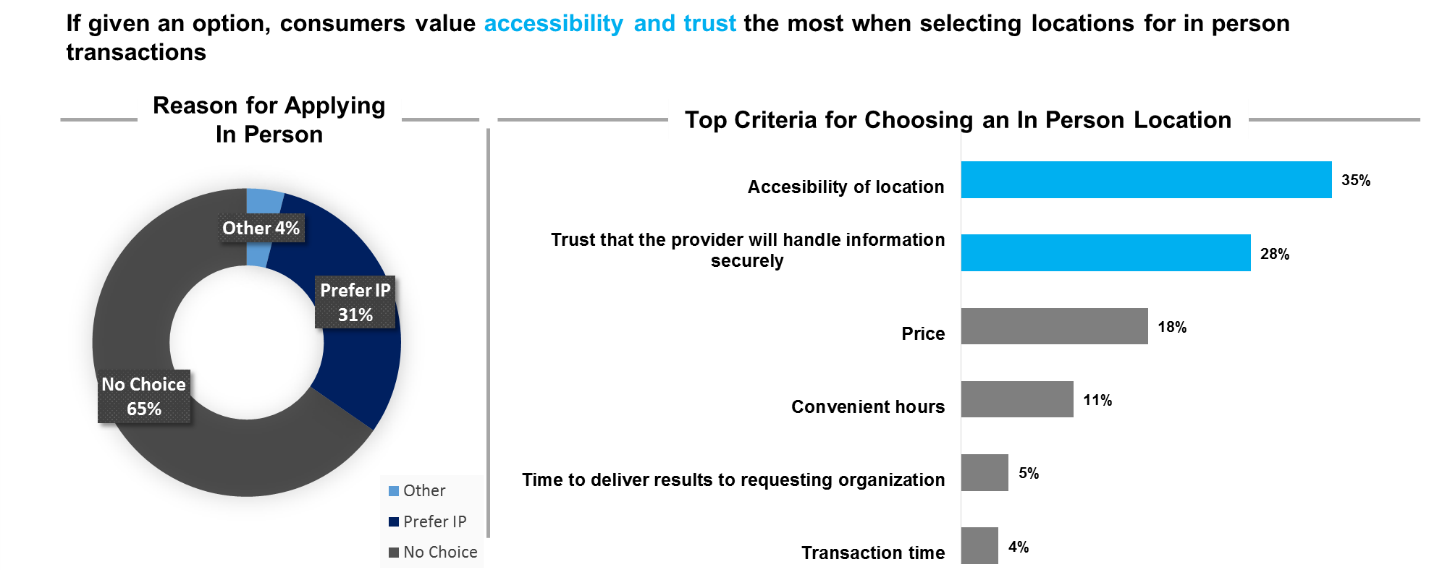 If given an option, consumers value accessibility and trust the most when selecting locations for in person
transactions
Reason for Applying
In Person
Other 4%
Prefer IP
31%
No Choice
65%
Other
Prefer IP
No Choice
Top Criteria for Choosing an In Person Location
Accesibility of location
35%
Trust that the provider will handle information
securely
28%
Price
18%
Convenient hours
11%
Time to deliver results to requesting organization
5%
Transaction time
4%